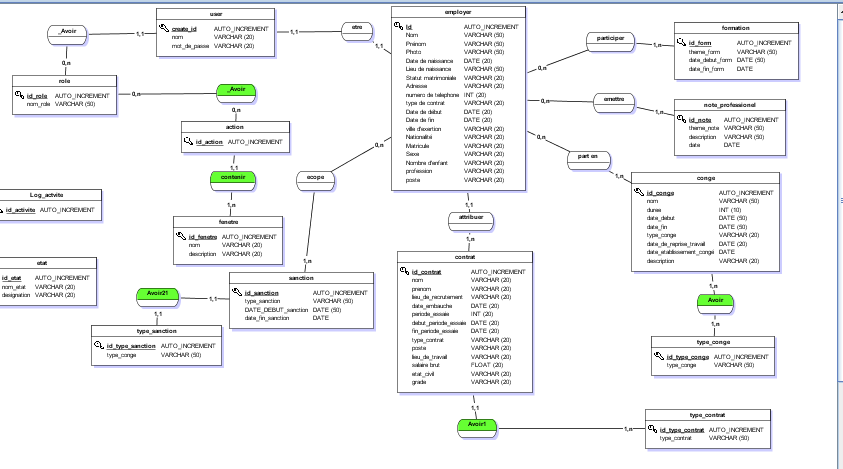 user
create_id AUTO_INCREMENT
nom VARCHAR (20)
mot_de_passe VARCHAR (20)
_Avoir
1,1
0,n
1,1
etre
1,1
role
id_role AUTO_INCREMENT
nom_role VARCHAR (50)
0,n
_Avoir
0,n
action
id_action AUTO_INCREMENT
1,1
contenir
1,n
fenetre
id_fenetre AUTO_INCREMENT
nom VARCHAR (20)
description VARCHAR (20)
Log_activite
id_activite AUTO_INCREMENT
etat
id_etat AUTO_INCREMENT
nom_etat VARCHAR (20)
designation VARCHAR (20)
employer
Id AUTO_INCREMENT
Nom VARCHAR (50)
Prénom VARCHAR (50)
Photo VARCHAR (50)
Date de naissance DATE (20)
Lieu de naissance VARCHAR (50)
Statut matrimoniale VARCHAR (20)
Adresse VARCHAR (20)
numero de telephone INT (20)
type de contrat VARCHAR (20)
Date de debut DATE (20)
Date de fin DATE (20)
ville d'exertion VARCHAR (20)
Nationalité VARCHAR (20)
Matricule VARCHAR (20)
Sexe VARCHAR (20)
Nombre d'enfant VARCHAR (20)
profession VARCHAR (20)
poste VARCHAR (20)
0,n
participer
1,n
formation
id_form AUTO_INCREMENT
theme_form VARCHAR (50)
date_debut_form DATE (50)
date_fin_form DATE
0,n
emettre
1,n
note_professionel
id_note AUTO_INCREMENT
theme_note VARCHAR (50)
description VARCHAR (50)
date DATE
0,n
part en
1,n
conge
id_conge AUTO_INCREMENT
nom VARCHAR (50)
duree INT (10)
date_debut DATE (50)
date_fin DATE (50)
type_conge VARCHAR (20)
date_de_reprise_travail DATE (20)
date_etablissement_congé DATE
description VARCHAR (20)
1,n
Avoir
1,n
type_conge
id_type_conge AUTO_INCREMENT
type_conge VARCHAR (50)
0,n
ecope
1,n
sanction
id_sanction AUTO_INCREMENT
type_sanction VARCHAR (50)
DATE_DEBUT_sanction DATE (50)
date_fin_sanction DATE
1,1
Avoir21
1,1
type_sanction
id_type_sanction AUTO_INCREMENT
type_conge VARCHAR (50)
1,1
attribuer
1,n
contrat
id_contrat AUTO_INCREMENT
nom VARCHAR (20)
prenom VARCHAR (20)
lieu_de_recrutement VARCHAR (20)
date_embauche DATE (20)
periode_essaie INT (20)
debut_periode_essaie DATE (20)
fin_periode_essaie DATE (20)
type_contrat VARCHAR (20)
poste VARCHAR (20)
lieu_de_travail VARCHAR (20)
salaire brut FLOAT (20)
etat_civil VARCHAR (20)
grade VARCHAR (20)
1,1
Avoir1
1,n
type_contrat
id_type_contrat AUTO_INCREMENT
type_contrat VARCHAR (50)